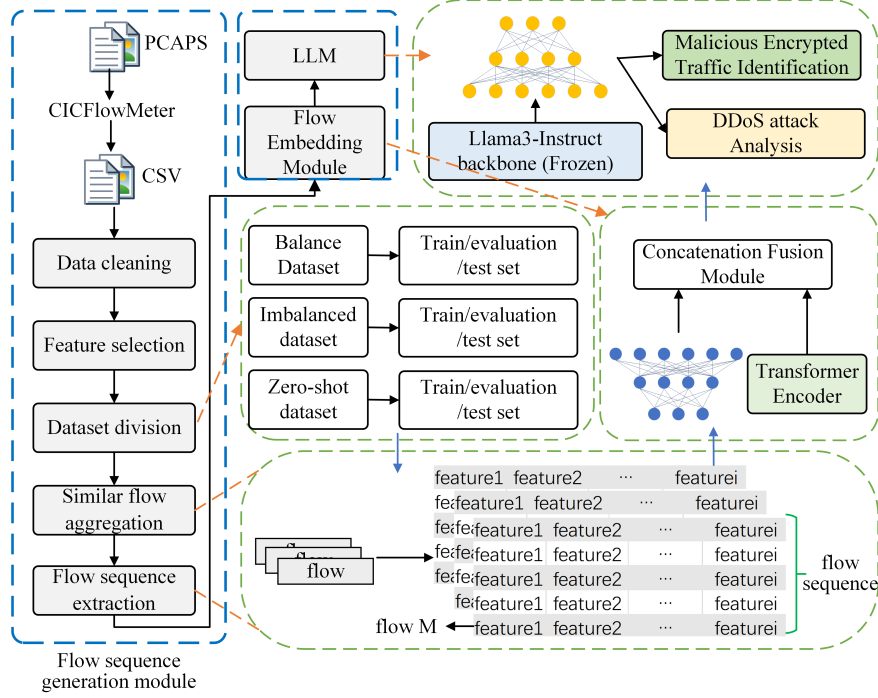 PCAPS
CICFlowMeter
CSV
Data cleaning
Feature selection
Dataset division
Similar flow
aggregation
Flow sequence
extraction
Flow sequence
generation module
LLM
Flow
Embedding
Module
Llama3-Instruct
backbone (Frozen)
Malicious Encrypted
Traffic Identification
DDoS attack
Analysis
Balance
Dataset
Train/evaluation
/test set
Imbalanced
dataset
Train/evaluation
/test set
Zero-shot
dataset
Train/evaluation
/test set
Concatenation Fusion
Module
Transformer
Encoder
flow
feature1 feature2 ··· featurei
feature1 feature2 ··· featurei
feature1 feature2 ··· featurei
feature1 feature2 ··· featurei
feature1 feature2 ··· featurei
feature1 feature2 ··· featurei
feature1 feature2 ··· featurei
flow M
flow
sequence